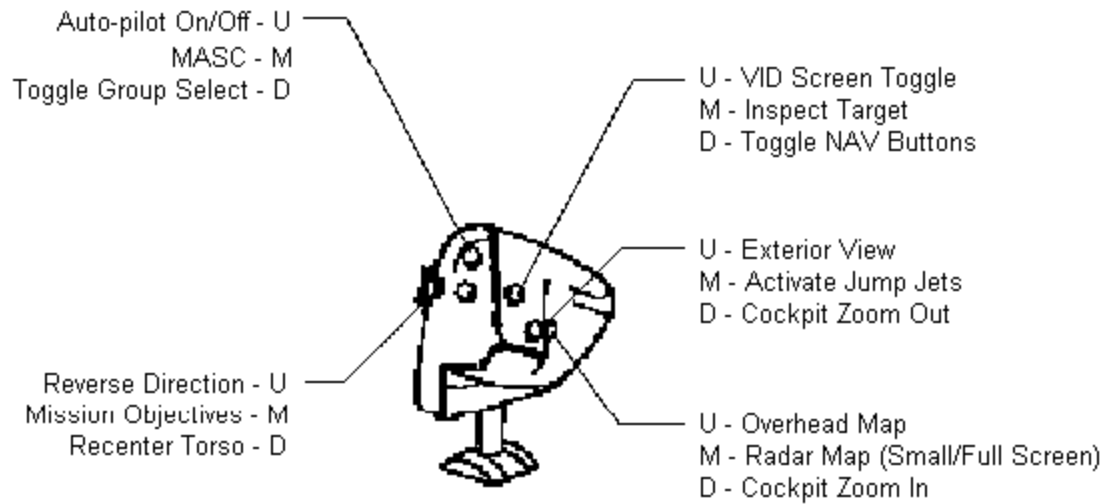 Auto-pilot On/Off - U
MASC - M
Toggle Group Select - D
U - VID Screen Toggle
M - Inspect Target
D - Toggle NAV Buttons
U - Exterior View
M - Activate Jump Jets
D - Cockpit Zoom Out
Reverse Direction - U
Mission Objectives - M
Recenter Torso - D
U - Overhead Map
M - Radar Map (Small/Full Screen)
D - Cockpit Zoom In